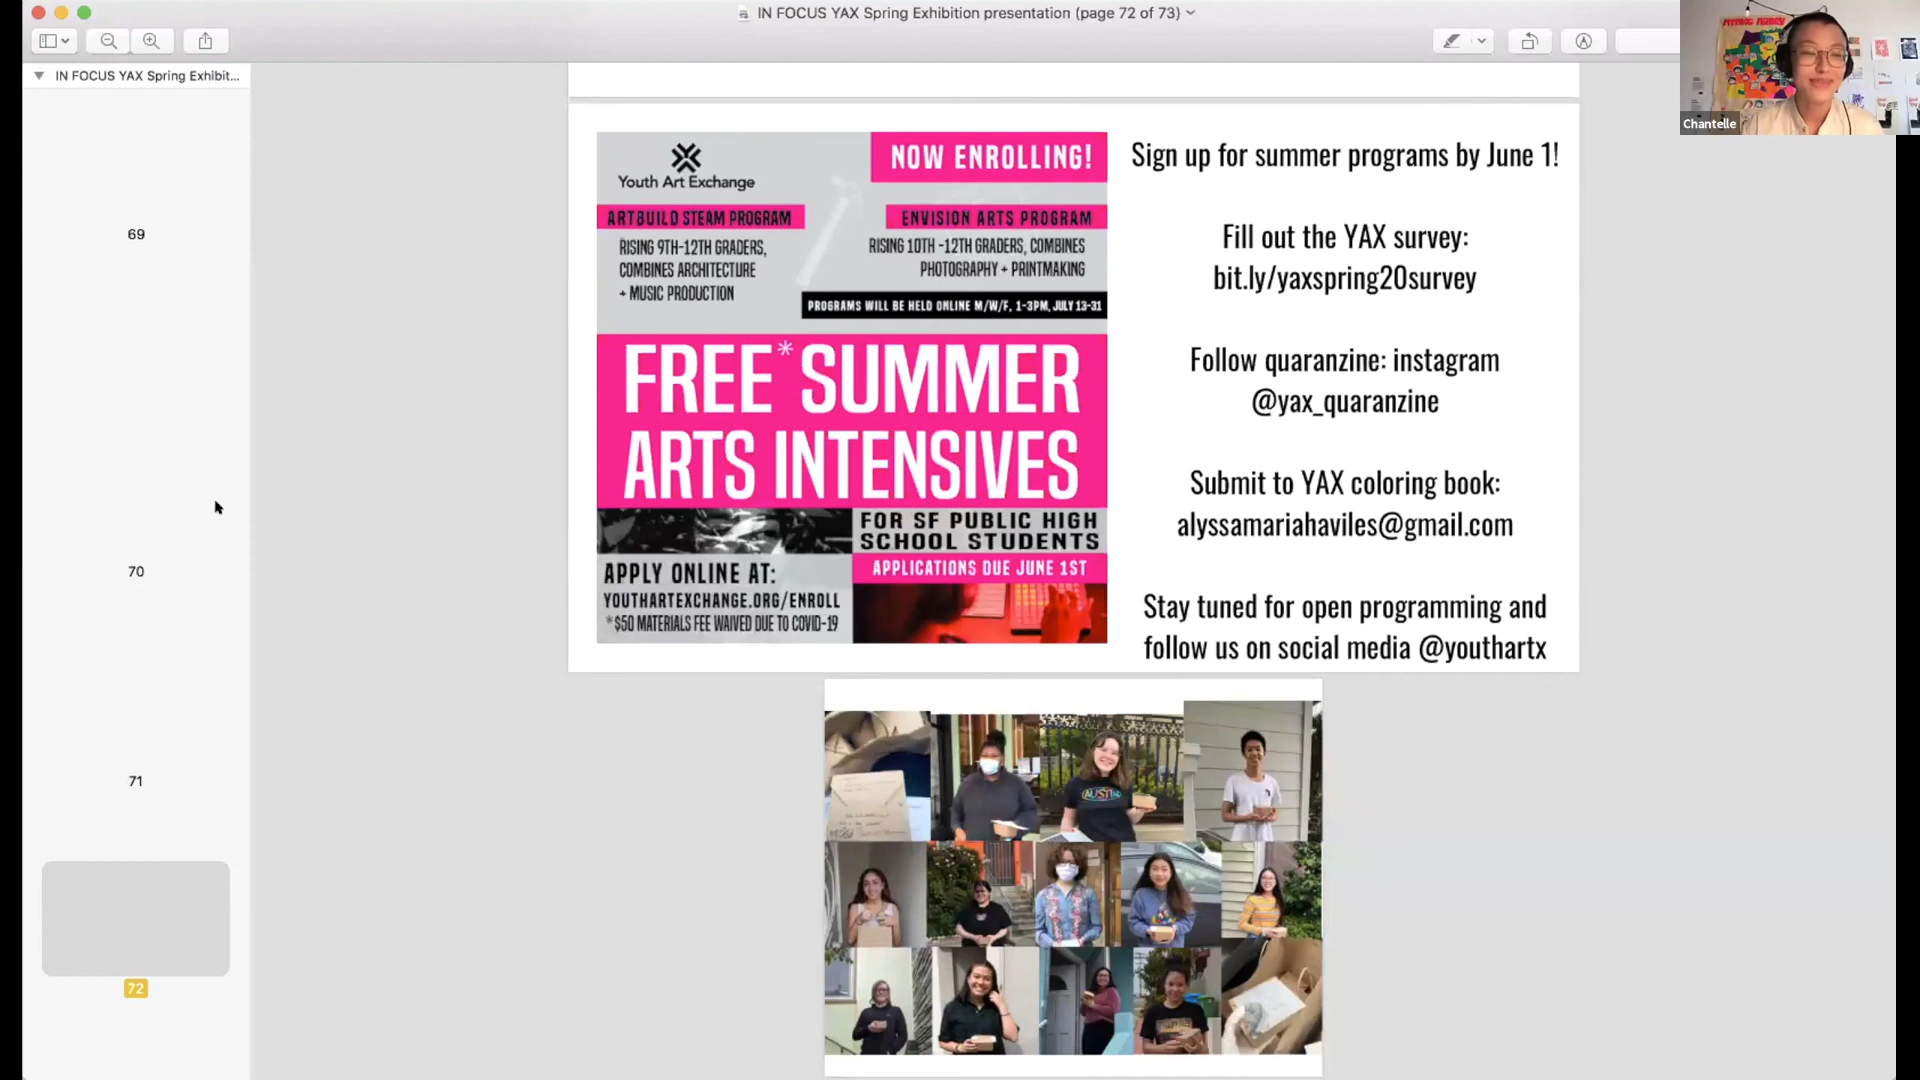 IN FOCUS YAX Spring Exhibition presentation (page 72 of 73)
IN FOCUS YAX Spring Exhibit...
69
70
71
72
Youth Art Exchange
NOW ENROLLING!
ARTBUILD STEAM PROGRAM
RISING 9TH-12TH GRADERS,
COMBINES ARCHITECTURE
+ MUSIC PRODUCTION
ENVISION ARTS PROGRAM
RISING 10TH -12TH GRADERS, COMBINES
PHOTOGRAPHY + PRINTMAKING
PROGRAMS WILL BE HELD ONLINE M/W/F, 1-3PM, JULY 13-31
FREE* SUMMER
ARTS INTENSIVES
FOR SF PUBLIC HIGH
SCHOOL STUDENTS
APPLICATIONS DUE JUNE 1ST
APPLY ONLINE AT:
YOUTHARTEXCHANGE.ORG/ENROLL
*$50 MATERIALS FEE WAIVED DUE TO COVID-19
Sign up for summer programs by June 1!
Fill out the YAX survey:
bit.ly/yaxspring20survey
Follow quaranzine: instagram
@yax_quaranzine
Submit to YAX coloring book:
alyssamariahaviles@gmail.com
Stay tuned for open programming and
follow us on social media @youthartx
AUSTIN
Chantelle